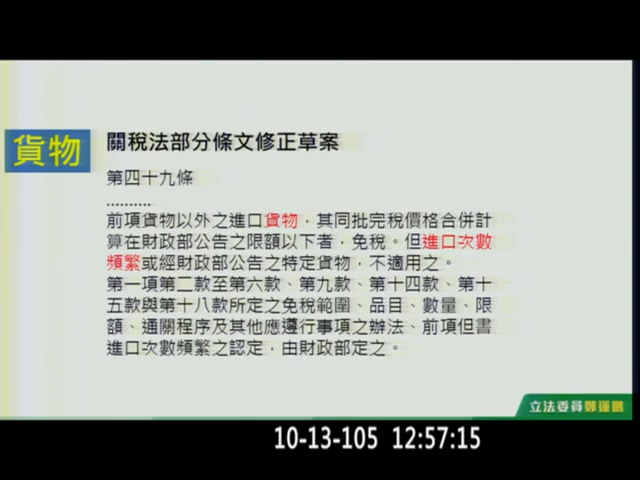 貨物
關稅法部分條文修正草案
第四十九條
..........
前項貨物以外之進口貨物，其同批完稅價格合併計
算在財政部公告之限額以下者，免稅。但進口次數
頻繁或經財政部公告之特定貨物，不適用之。
第一項第二款至第六款、第九款、第十四款、第十
五款與第十八款所定之免稅範圍、品目、數量、限
額、通關程序及其他應遵行事項之辦法、前項但書
進口次數頻繁之認定，由財政部定之。
立法委員鄭運鵬
10-13-105 12:57:15